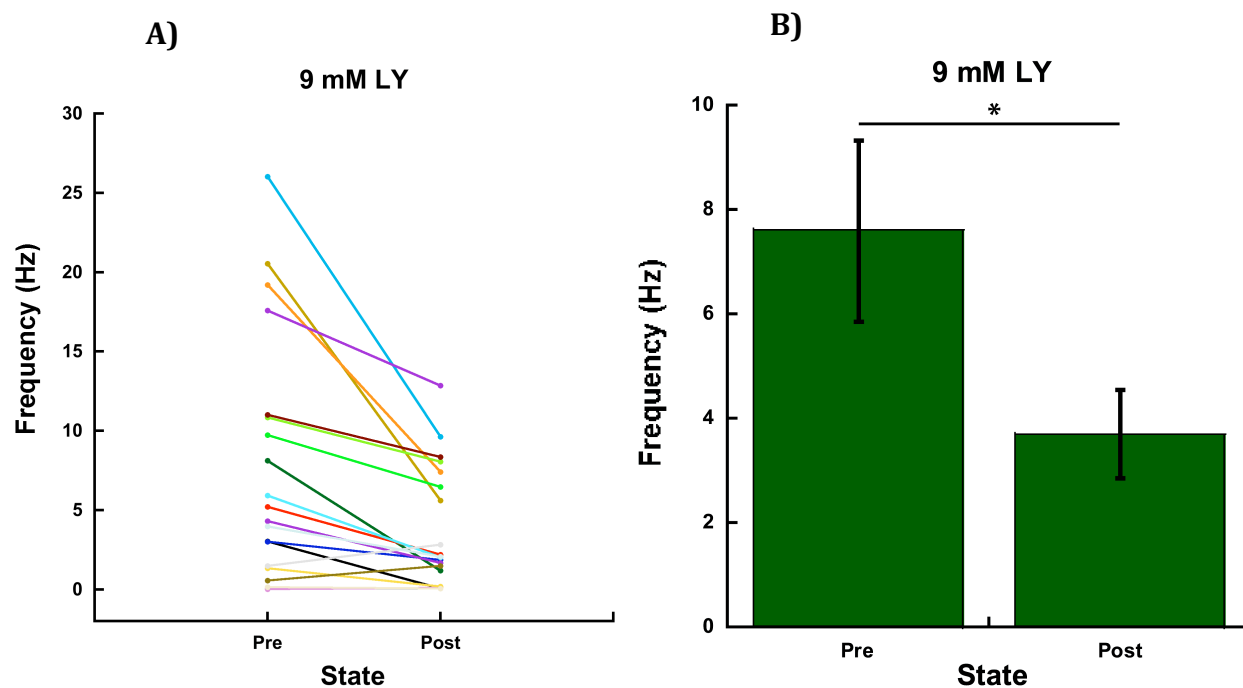 A)
9 mM LY
Frequency (Hz)
30
25
20
15
10
5
0
Pre
Post
State
B)
9 mM LY
*
Frequency (Hz)
10
8
6
4
2
0
Pre
Post
State